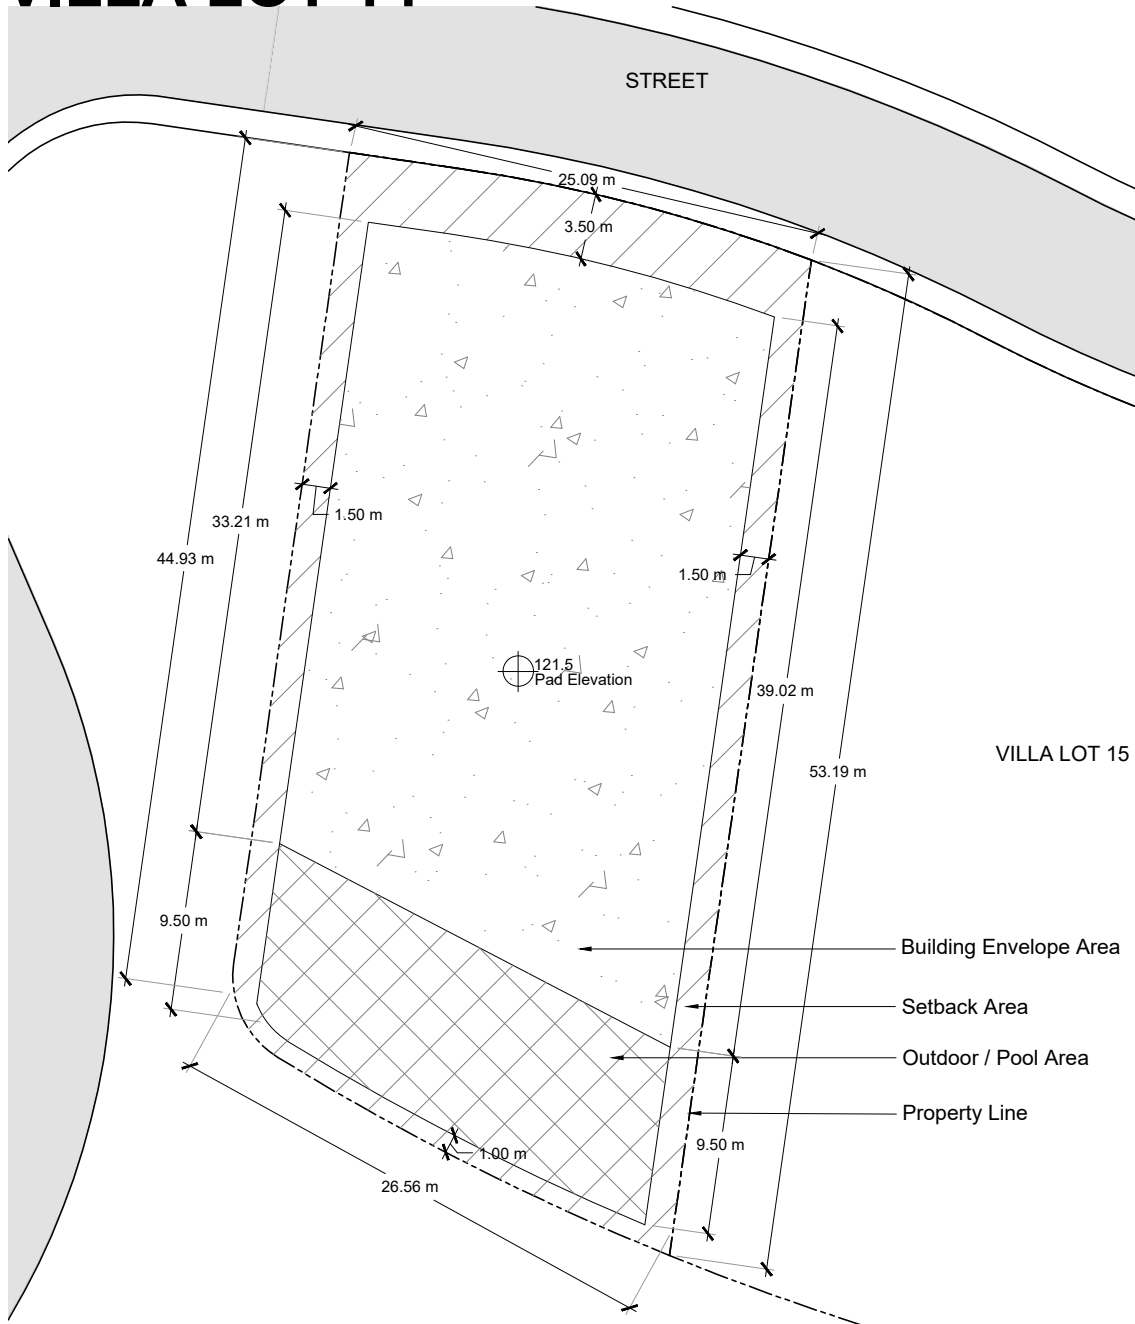 VILLA LOT
STREET
25.09 m
3.50 m
33.21 m
1.50 m
44.93 m
1.50 m
121.5
Pad Elevation
39.02 m
VILLA LOT 15
53.19 m
9.50 m
Building Envelope Area
Setback Area
Outdoor / Pool Area
Property Line
9.50 m
1.00 m
26.56 m